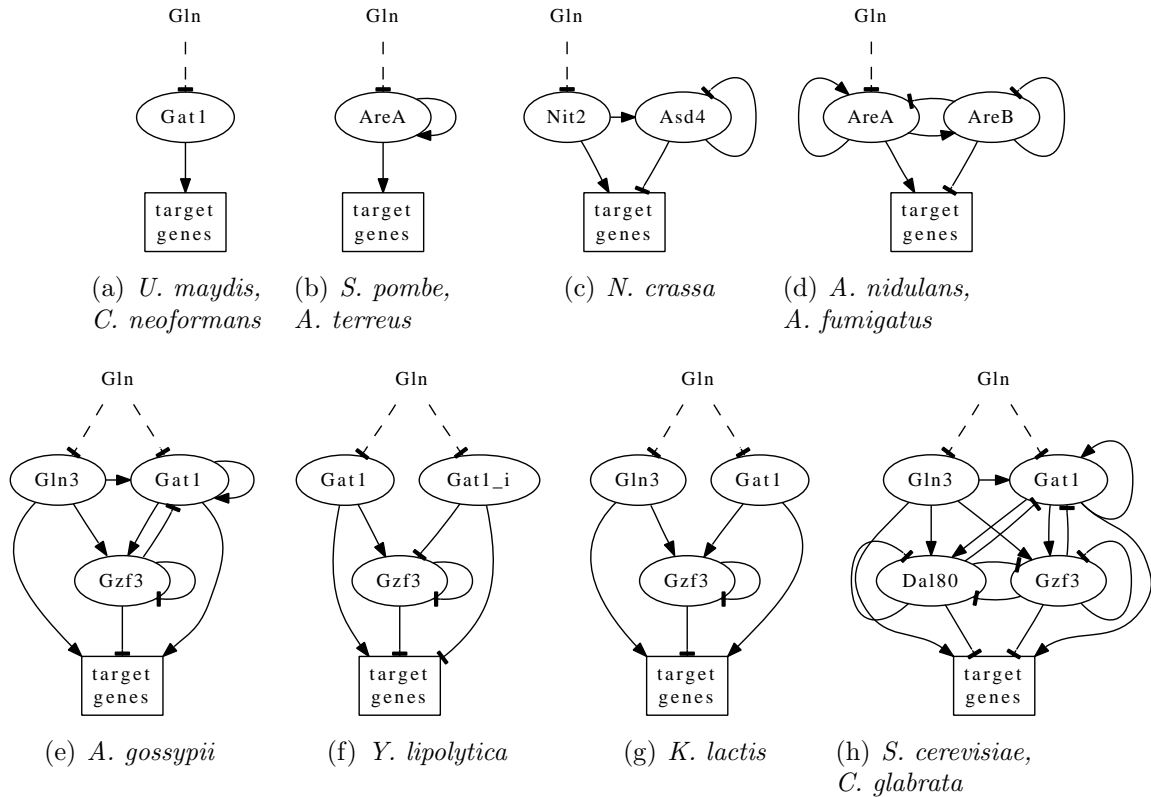 Gln Gln Gln Gln
Gat1 AreA Nit2 Asd4 AreA AreB
target target target target
genes genes genes genes
(a) U. maydis, (b) S. pombe, (c) N. crassa (d) A. nidulans,
C. neoformans A. terreus A. fumigatus
Gln Gln Gln Gln
Gln3 Gat1 Gat1 Gat1_i Gln3 Gat1 Gln3 Gat1
Gzf3 Gzf3 Gzf3 Dal80 Gzf3
target target target target
genes genes genes genes
(e) A. gossypii (f) Y. lipolytica (g) K. lactis (h) S. cerevisiae,
C. glabrata